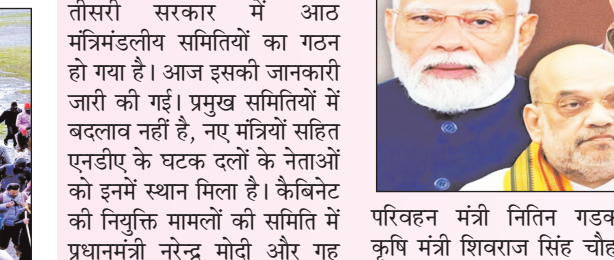 तीसरी सरकार में आठ
मंत्रिमंडलीय समितियों का गठन
हो गया है। आज इसकी जानकारी
जारी की गई। प्रमुख समितियों में
बदलाव नहीं है, नए मंत्रियों सहित
एनडीए के घटक दलों के नेताओं
को इनमें स्थान मिला है। कैबिनेट
की नियुक्ति मामलों की समिति में
प्रधानमंत्री नरेन्द्र मोदी और गृह
परिवहन मंत्री नितिन
कृषि मंत्री शिवराज सिंह